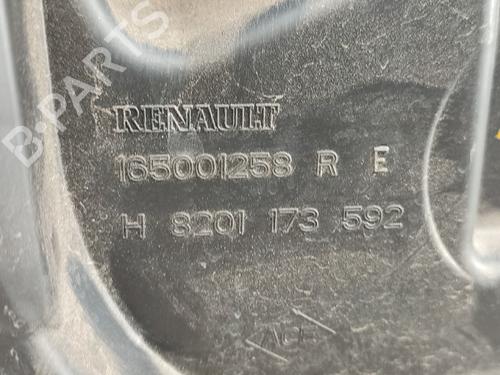 B-PARTS
RENAULT
165001258 R E
H 8201 173 592